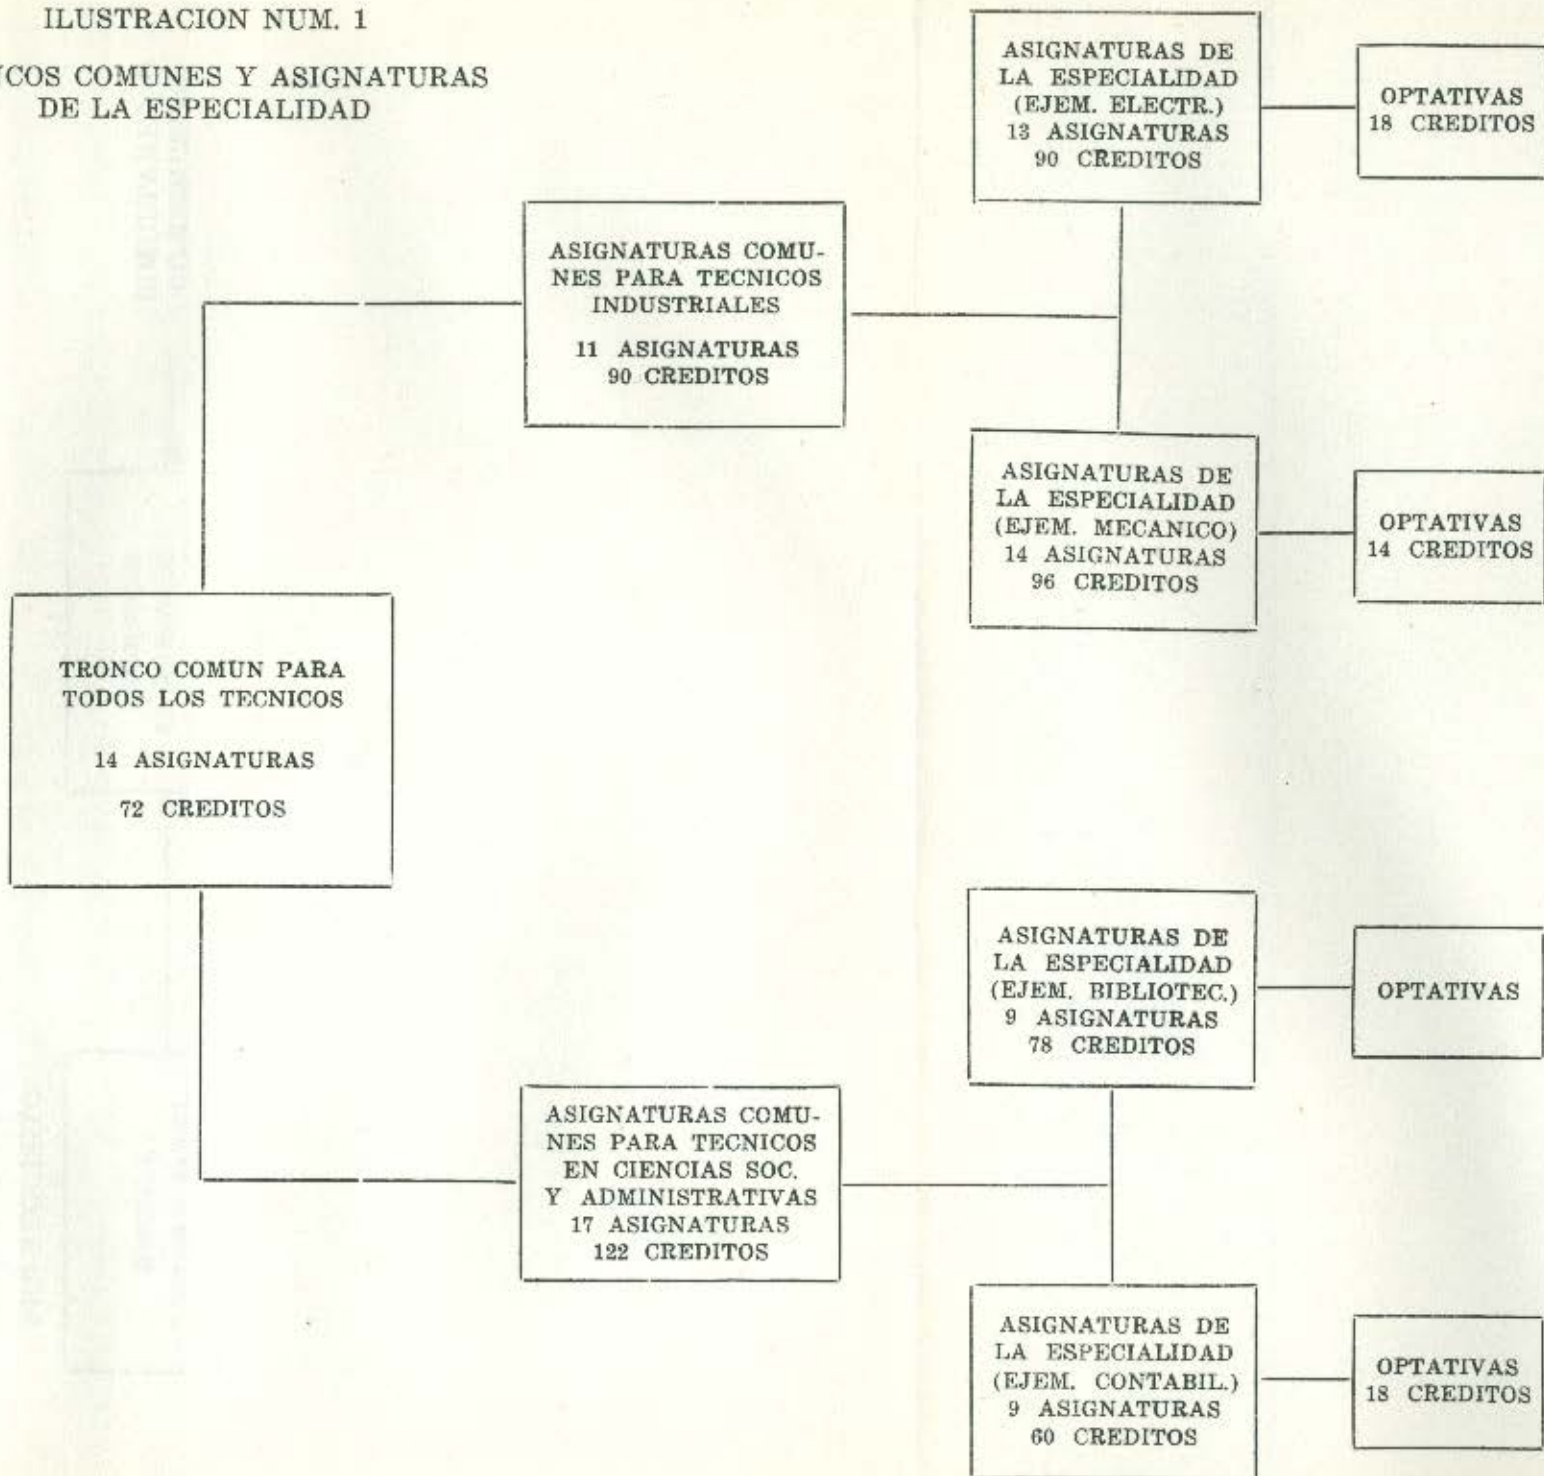 ILUSTRACION NUM. 1
COMUNES Y ASIGNATURAS
DE LA ESPECIALIDAD
ASIGNATURAS DE
LA ESPECIALIDAD
(EJEM. ELECTR.)
13 ASIGNATURAS
90 CREDITOS
OPTATIVAS
18 CREDITOS
ASIGNATURAS COMU-
NES PARA TECNICOS
INDUSTRIALES
11 ASIGNATURAS
90 CREDITOS
ASIGNATURAS DE
LA ESPECIALIDAD
(EJEM. MECANICO)
14 ASIGNATURAS
96 CREDITOS
OPTATIVAS
14 CREDITOS
TRONCO COMUN PARA
TODOS LOS TECNICOS
14 ASIGNATURAS
72 CREDITOS
ASIGNATURAS DE
LA ESPECIALIDAD
(EJEM. BIBLIOTEC.)
9 ASIGNATURAS
78 CREDITOS
OPTATIVAS
ASIGNATURAS COMU-
NES PARA TECNICOS
EN CIENCIAS SOC.
Y ADMINISTRATIVAS
17 ASIGNATURAS
122 CREDITOS
ASIGNATURAS DE
LA ESPECIALIDAD
(EJEM. CONTABIL.)
9 ASIGNATURAS
60 CREDITOS
OPTATIVAS
18 CREDITOS